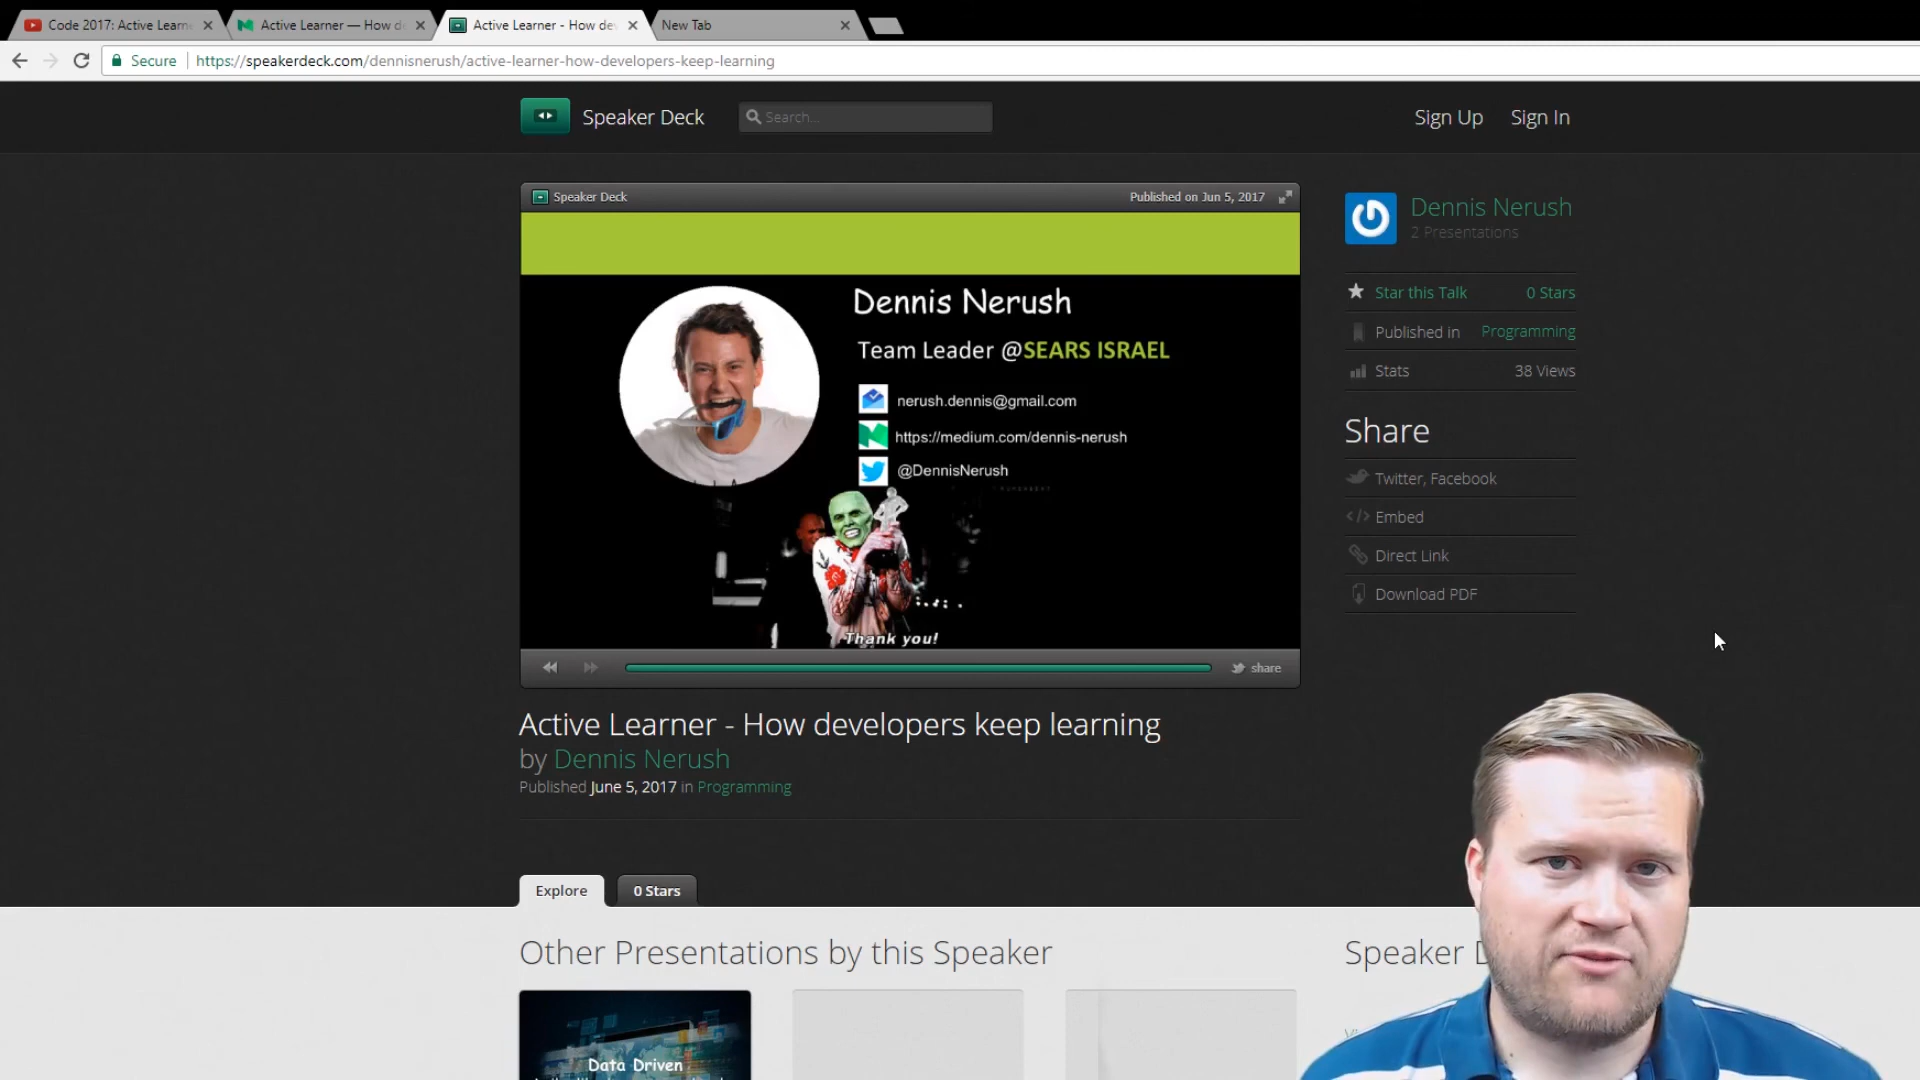 Code 2017: Active Learn
Active Learner — How d
Active Learner - How de
New Tab
Secure
https://speakerdeck.com/dennisnerush/active-learner-how-developers-keep-learning
Speaker Deck
Search...
Sign Up
Sign In
Speaker Deck
Published on Jun 5, 2017
Dennis Nerush
Team Leader @SEARS ISRAEL
nerush.dennis@gmail.com
https://medium.com/dennis-nerush
@DennisNerush
Thank you!
share
Dennis Nerush
2 Presentations
Star this Talk
0 Stars
Published in
Programming
Stats
38 Views
Share
Twitter, Facebook
Embed
Direct Link
Download PDF
Active Learner - How developers keep learning
by Dennis Nerush
Published June 5, 2017 in Programming
Explore
0 Stars
Other Presentations by this Speaker
Speaker D
Data Driven